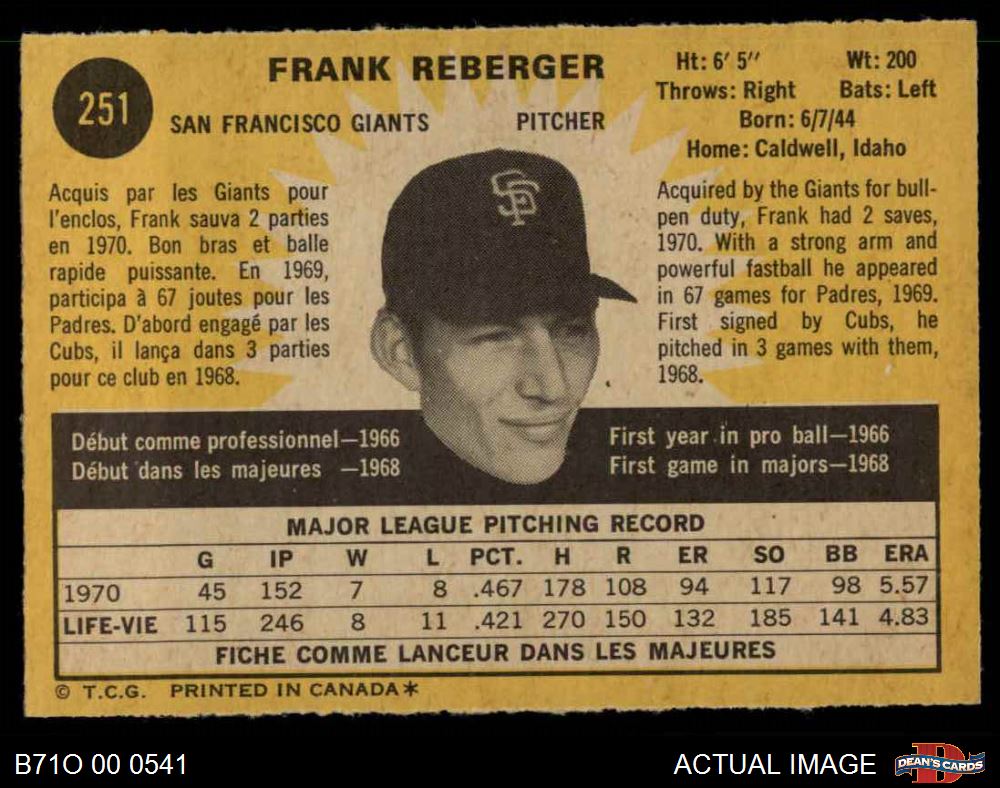 251
FRANK REBERGER
SAN FRANCISCO GIANTS PITCHER
Ht: 6' 5'' Wt: 200
Throws: Right Bats: Left
Born: 6/7/44
Home: Caldwell, Idaho
Acquis par les Giants pour
l'enclos, Frank sauva 2 parties
en 1970. Bon bras et balle
rapide puissante. En 1969,
participa à 67 joutes pour les
Padres. D'abord engagé par les
Cubs, il lança dans 3 parties
pour ce club en 1968.
SF
Acquired by the Giants for bull-
pen duty, Frank had 2 saves,
1970. With a strong arm and
powerful fastball he appeared
in 67 games for Padres, 1969.
First signed by Cubs, he
pitched in 3 games with them,
1968.
Début comme professionnel—1966
Début dans les majeures —1968
First year in pro ball—1966
First game in majors—1968
MAJOR LEAGUE PITCHING RECORD
G IP W L PCT. H R ER SO BB ERA
1970 45 152 7 8 .467 178 108 94 117 98 5.57
LIFE-VIE 115 246 8 11 .421 270 150 132 185 141 4.83
FICHE COMME LANCEUR DANS LES MAJEURES
© T.C.G. PRINTED IN CANADA*
B71O 00 0541
ACTUAL IMAGE
D
DEAN'S CARDS